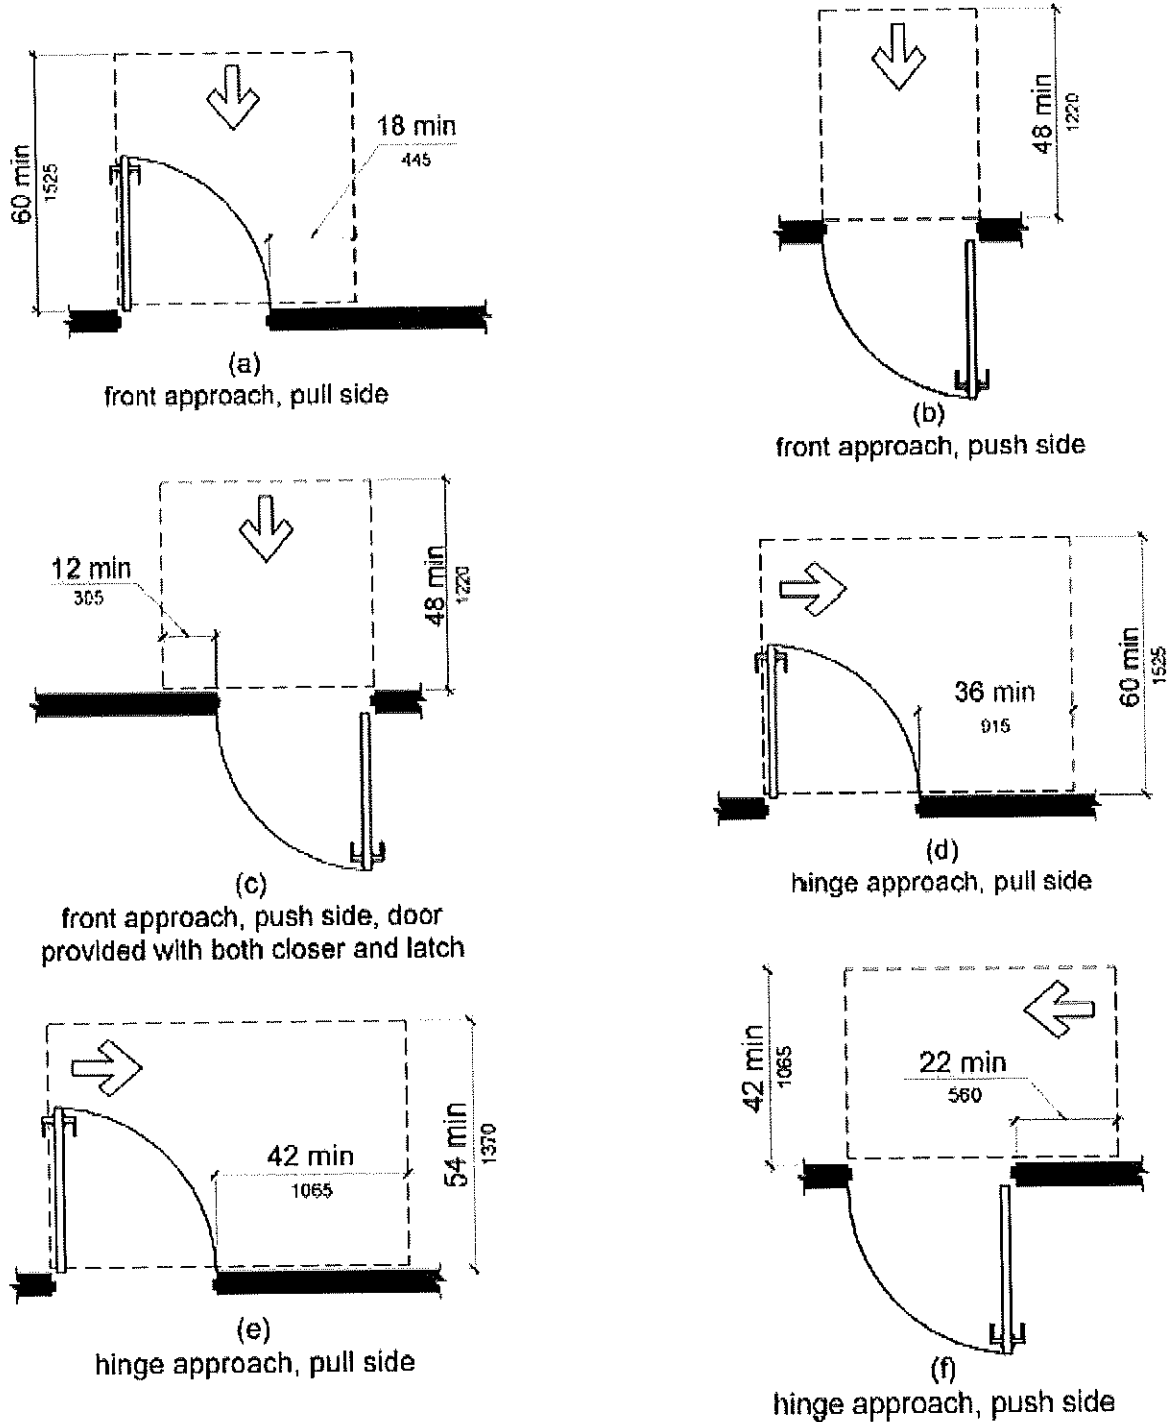 60 min
1525
18 min
445
(a)
front approach, pull side
48 min
1220
(b)
front approach, push side
12 min
305
48 min
1220
(c)
front approach, push side, door
provided with both closer and latch
36 min
915
60 min
1525
(d)
hinge approach, pull side
42 min
1065
54 min
1370
(e)
hinge approach, pull side
42 min
1065
22 min
560
(f)
hinge approach, push side